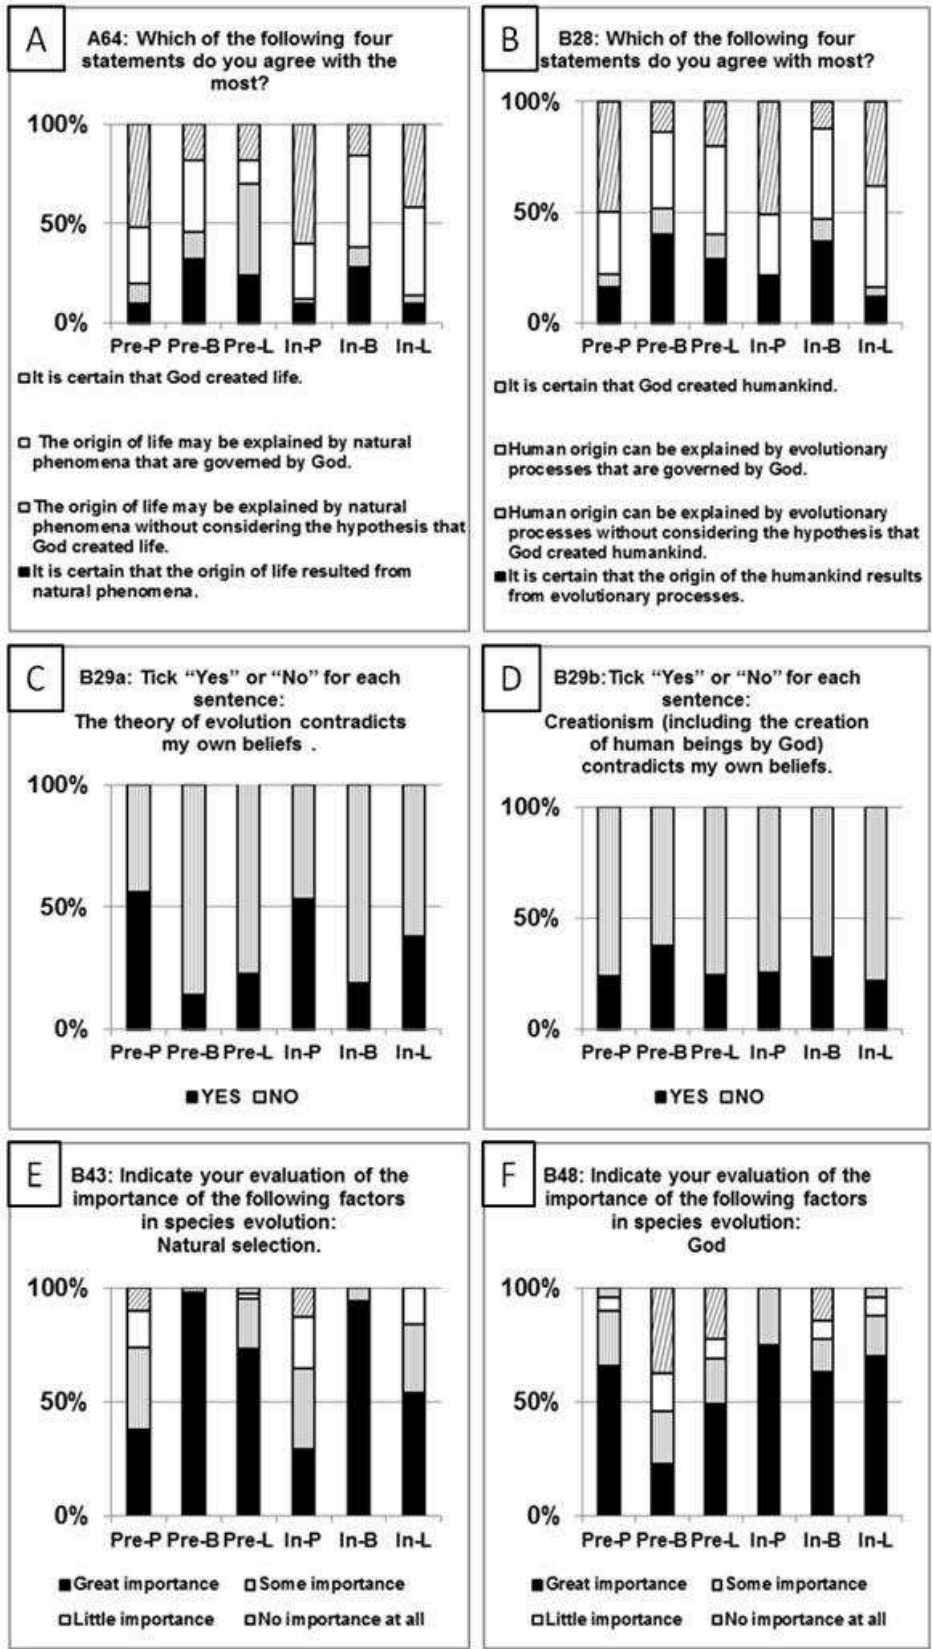 A
A64: Which of the following four
statements do you agree with the
most?
100%
50%
0%
Pre-P Pre-B Pre-L In-P In-B In-L
It is certain that God created life.
The origin of life may be explained by natural
phenomena that are governed by God.
The origin of life may be explained by natural
phenomena without considering the hypothesis that
God created life.
It is certain that the origin of life resulted from
natural phenomena.
B
B28: Which of the following four
statements do you agree with most?
100%
50%
0%
Pre-P Pre-B Pre-L In-P In-B In-L
It is certain that God created humankind.
Human origin can be explained by evolutionary
processes that are governed by God.
Human origin can be explained by evolutionary
processes without considering the hypothesis that
God created humankind.
It is certain that the origin of the humankind results
from evolutionary processes.
C
B29a: Tick “Yes” or “No” for each
sentence:
The theory of evolution contradicts
my own beliefs .
100%
50%
0%
Pre-P Pre-B Pre-L In-P In-B In-L
YES NO
D
B29b: Tick “Yes” or “No” for each
sentence:
Creationism (including the creation
of human beings by God)
contradicts my own beliefs.
100%
50%
0%
Pre-P Pre-B Pre-L In-P In-B In-L
YES NO
E
B43: Indicate your evaluation of the
importance of the following factors
in species evolution:
Natural selection.
100%
50%
0%
Pre-P Pre-B Pre-L In-P In-B In-L
Great importance Some importance
Little importance No importance at all
F
B48: Indicate your evaluation of the
importance of the following factors
in species evolution:
God
100%
50%
0%
Pre-P Pre-B Pre-L In-P In-B In-L
Great importance Some importance
Little importance No importance at all